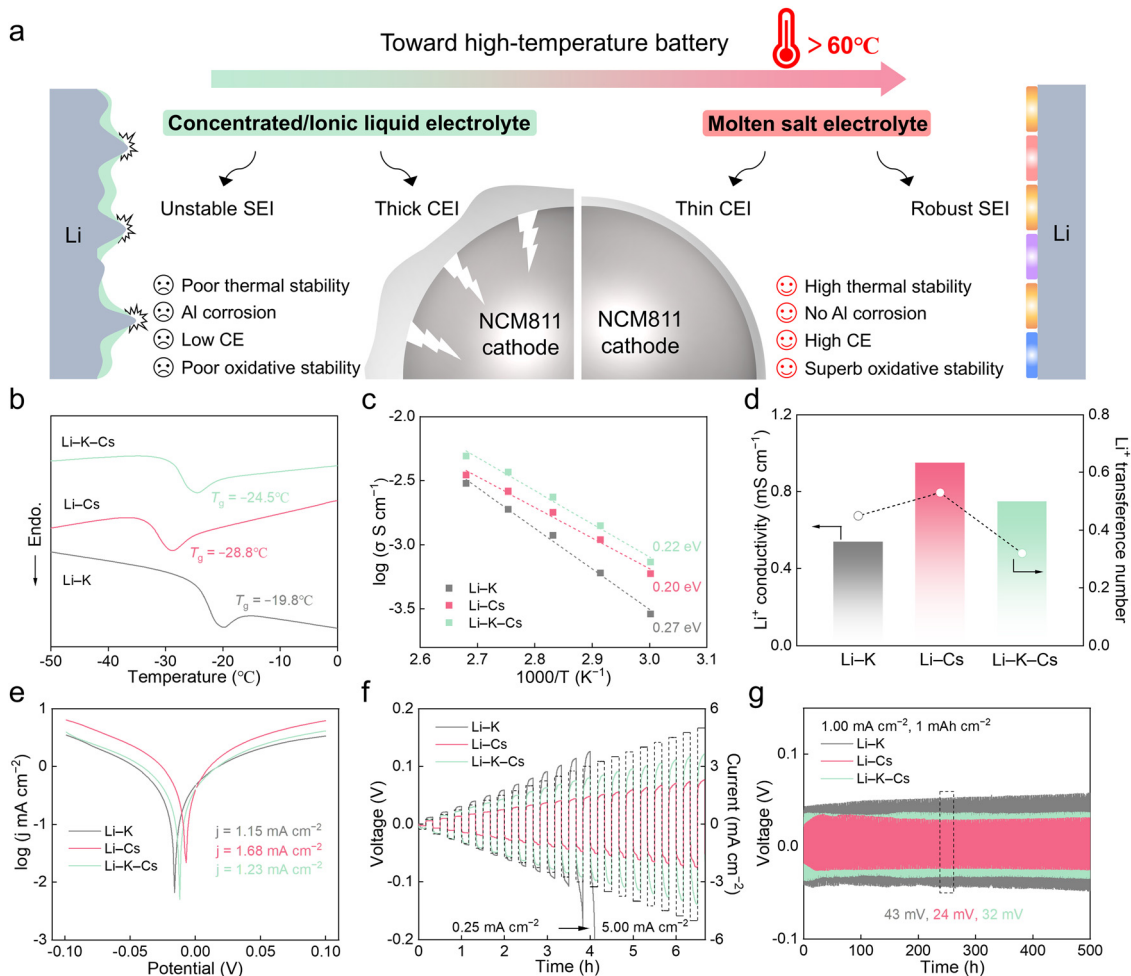 a
Toward high-temperature battery
> 60℃
Concentrated/Ionic liquid electrolyte
Molten salt electrolyte
Unstable SEI
Thick CEI
Thin CEI
Robust SEI
Li
Li
Poor thermal stability
Al corrosion
Low CE
Poor oxidative stability
NCM811
cathode
NCM811
cathode
High thermal stability
No Al corrosion
High CE
Superb oxidative stability
b
Endo.
Li–K–Cs
Tg = −24.5℃
Li–Cs
Tg = −28.8℃
Li–K
Tg = −19.8℃
-50 -40 -30 -20 -10 0
Temperature (℃)
c
log (σ S cm⁻¹)
-2.0
-2.5
-3.0
-3.5
0.22 eV
0.20 eV
0.27 eV
Li–K
Li–Cs
Li–K–Cs
2.6 2.7 2.8 2.9 3.0 3.1
1000/T (K⁻¹)
d
Li⁺ conductivity (mS cm⁻¹)
1.2
0.8
0.4
0.0
0.8
0.6
0.4
0.2
0.0
Li⁺ transference number
Li–K Li–Cs Li–K–Cs
e
log (j mA cm⁻²)
1
0
-1
-2
-3
Li–K
Li–Cs
Li–K–Cs
j = 1.15 mA cm⁻²
j = 1.68 mA cm⁻²
j = 1.23 mA cm⁻²
-0.10 -0.05 0.00 0.05 0.10
Potential (V)
f
Voltage (V)
0.2
0.1
0.0
-0.1
-0.2
Li–K
Li–Cs
Li–K–Cs
0.25 mA cm⁻²
5.00 mA cm⁻²
6
3
0
-3
-6
Current (mA cm⁻²)
0 1 2 3 4 5 6
Time (h)
g
Voltage (V)
0.1
0.0
-0.1
1.00 mA cm⁻², 1 mAh cm⁻²
Li–K
Li–Cs
Li–K–Cs
43 mV, 24 mV, 32 mV
0 100 200 300 400 500
Time (h)